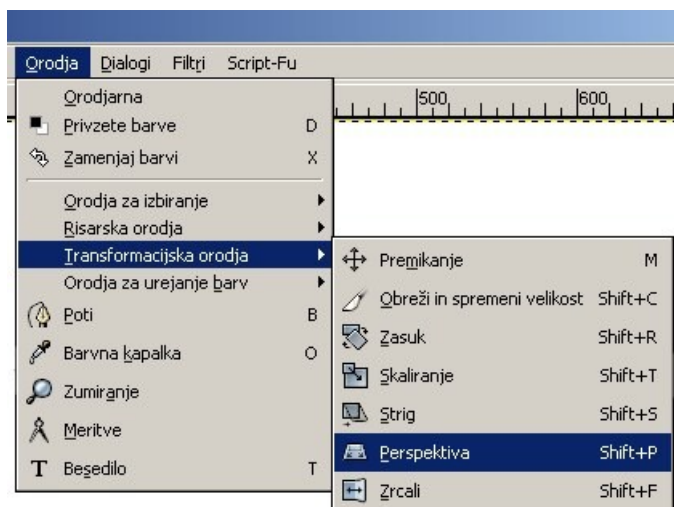 Orodja Dialogi Filtri Script-Fu
500 600
Orodjarna
Privzete barve D
Zamenjaj barvi X
Orodja za izbiranje
Risarska orodja
Transformacijska orodja
Orodja za urejanje barv
Poti B
Barvna kapalka O
Zumiranje
Meritve
Besedilo T
Premikanje M
Obreži in spremeni velikost Shift+C
Zasuk Shift+R
Skaliranje Shift+T
Strig Shift+S
Perspektiva Shift+P
Zrcali Shift+F